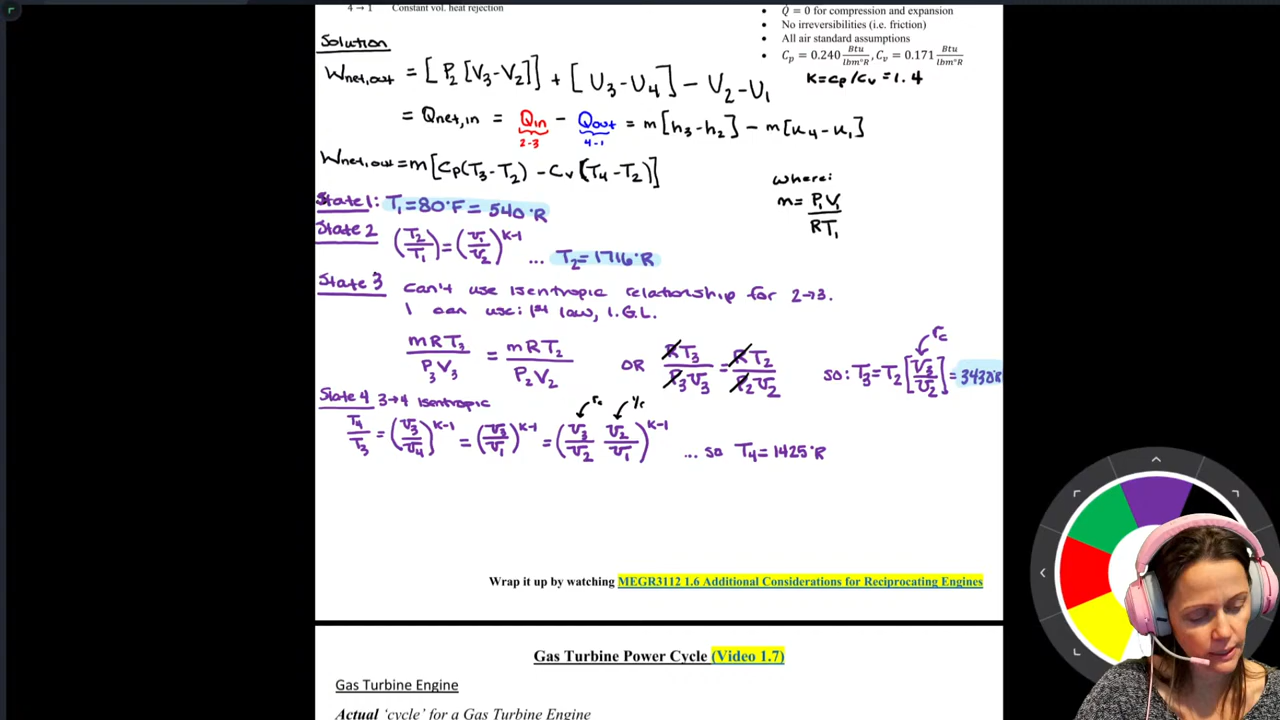 4 → 1 Constant vol. heat rejection
Q̇ = 0 for compression and expansion
No irreversibilities (i.e. friction)
All air standard assumptions
Cp = 0.240 Btu/lbm°R, Cv = 0.171 Btu/lbm°R
K=Cp/Cv=1.4
Solution
Wnet,out = [P2[V3-V2]] + [U3-U4] - U2-U1
= Qnet,in = Qin - Qout = m[h3-h2] - m[u4-u1]
2-3 4-1
Wnet,out=m[Cp(T3-T2) -Cv[T4-T2)]
where:
m= P1V1/RT1
State 1: T1=80°F= 540°R
State 2 (T2/T1)=(v1/v2)^K-1 ... T2=1716°R
State 3 can't use isentropic relationship for 2→3.
I can use: 1st law, I.G.L.
mRT3/P3V3 = mRT2/P2V2 OR RT3/P3v3=RT2/P2v2 so: T3=T2[v3/v2]=3430°R
rc
State 4 3→4 Isentropic
rc 1/r
T4/T3=(v3/v4)^K-1=(v3/v1)^K-1=(v3/v2 v2/v1)^K-1 ... so T4=1425°R
Wrap it up by watching MEGR3112 1.6 Additional Considerations for Reciprocating Engines
Gas Turbine Power Cycle (Video 1.7)
Gas Turbine Engine
Actual ‘cycle’ for a Gas Turbine Engine